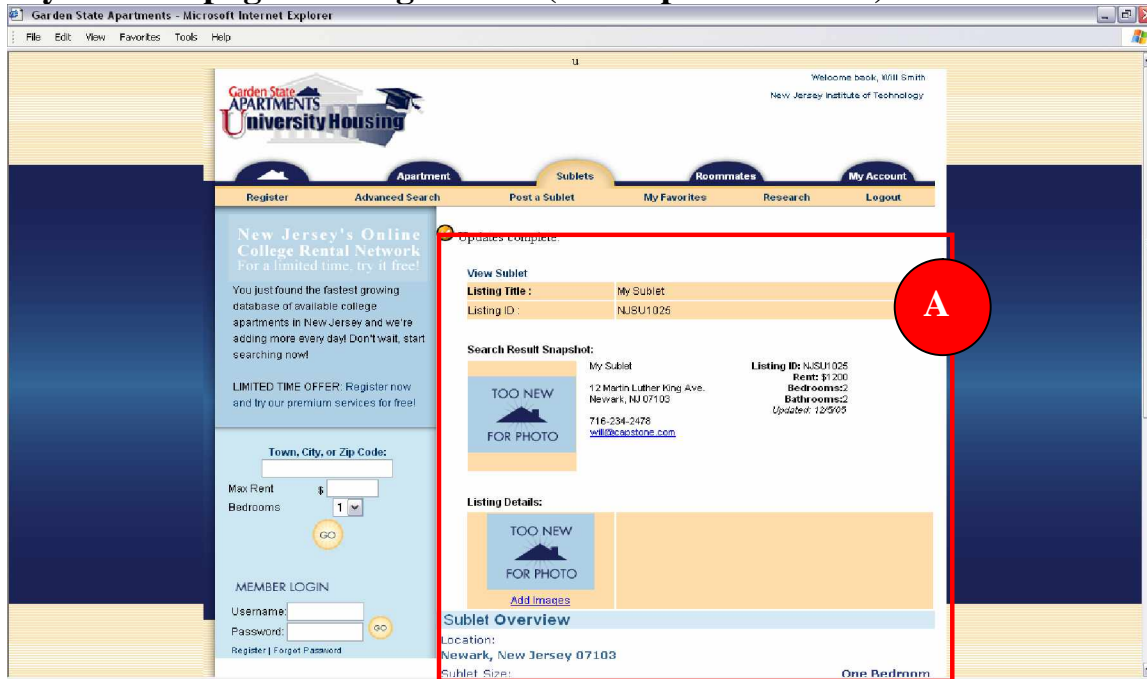 Garden State Apartments - Microsoft Internet Explorer
File Edit View Favorites Tools Help
u
Welcome back, Will Smith
New Jersey Institute of Technology
Garden State
APARTMENTS
University Housing
Apartment Sublets Roommates My Account
Register Advanced Search Post a Sublet My Favorites Research Logout
New Jersey's Online
College Rental Network
For a limited time, try it free!
You just found the fastest growing
database of available college
apartments in New Jersey and we're
adding more every day! Don't wait, start
searching now!
LIMITED TIME OFFER: Register now
and try our premium services for free!
Town, City, or Zip Code:
Max Rent $
Bedrooms 1
GO
MEMBER LOGIN
Username:
Password:
GO
Register | Forgot Password
Updates complete.
A
View Sublet
Listing Title : My Sublet
Listing ID : NJSU1025
Search Result Snapshot:
TOO NEW
FOR PHOTO
My Sublet
12 Martin Luther King Ave.
Newark, NJ 07103
716-234-2478
will@capstone.com
Listing ID: NJSU1025
Rent: $1200
Bedrooms:2
Bathrooms:2
Updated: 12/5/05
Listing Details:
TOO NEW
FOR PHOTO
Add Images
Sublet Overview
Location:
Newark, New Jersey 07103
Sublet Size: One Bedroom